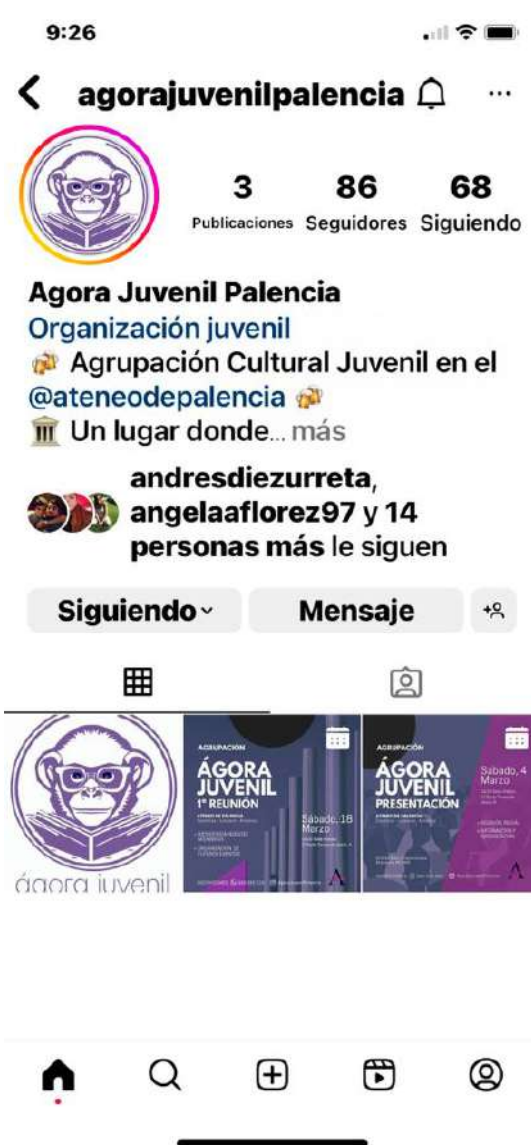 9:26
agorajuvenilpalencia
3 86 68
Publicaciones Seguidores Siguiendo
Agora Juvenil Palencia
Organización juvenil
🍻 Agrupación Cultural Juvenil en el
@ateneodepalencia 🍻
🏛️ Un lugar donde... más
andresdiezurreta,
angelaaflorez97 y 14
personas más le siguen
Siguiendo Mensaje
ágora juvenil
AGRUPACIÓN
ÁGORA
JUVENIL
1ª REUNIÓN
Sábado, 18
Marzo
AGRUPACIÓN
ÁGORA
JUVENIL
PRESENTACIÓN
Sábado, 4
Marzo